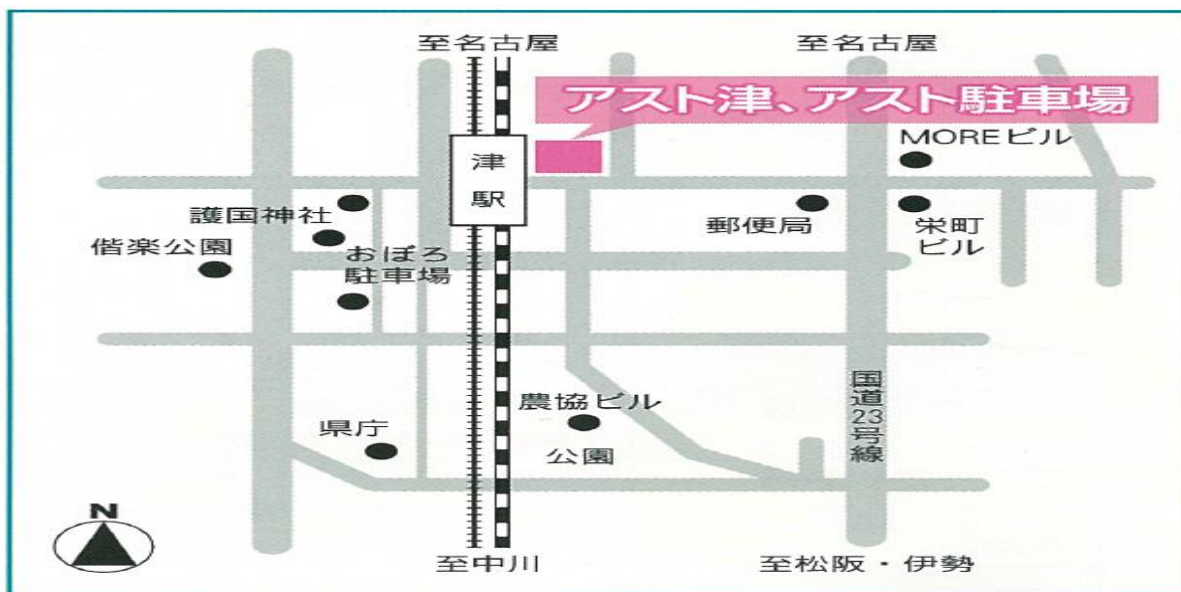 至名古屋
至名古屋
アスト津、アスト駐車場
MOREビル
津
駅
護国神社
郵便局
栄町
ビル
偕楽公園
おぼろ
駐車場
国道23号線
農協ビル
県庁
公園
N
至中川
至松阪・伊勢